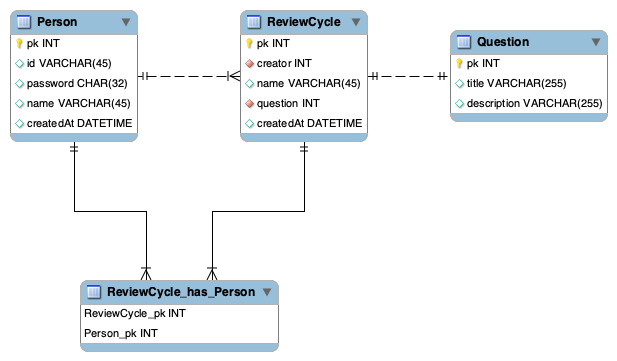 Person
pk INT
id VARCHAR(45)
password CHAR(32)
name VARCHAR(45)
createdAt DATETIME
ReviewCycle
pk INT
creator INT
name VARCHAR(45)
question INT
createdAt DATETIME
Question
pk INT
title VARCHAR(255)
description VARCHAR(255)
ReviewCycle_has_Person
ReviewCycle_pk INT
Person_pk INT